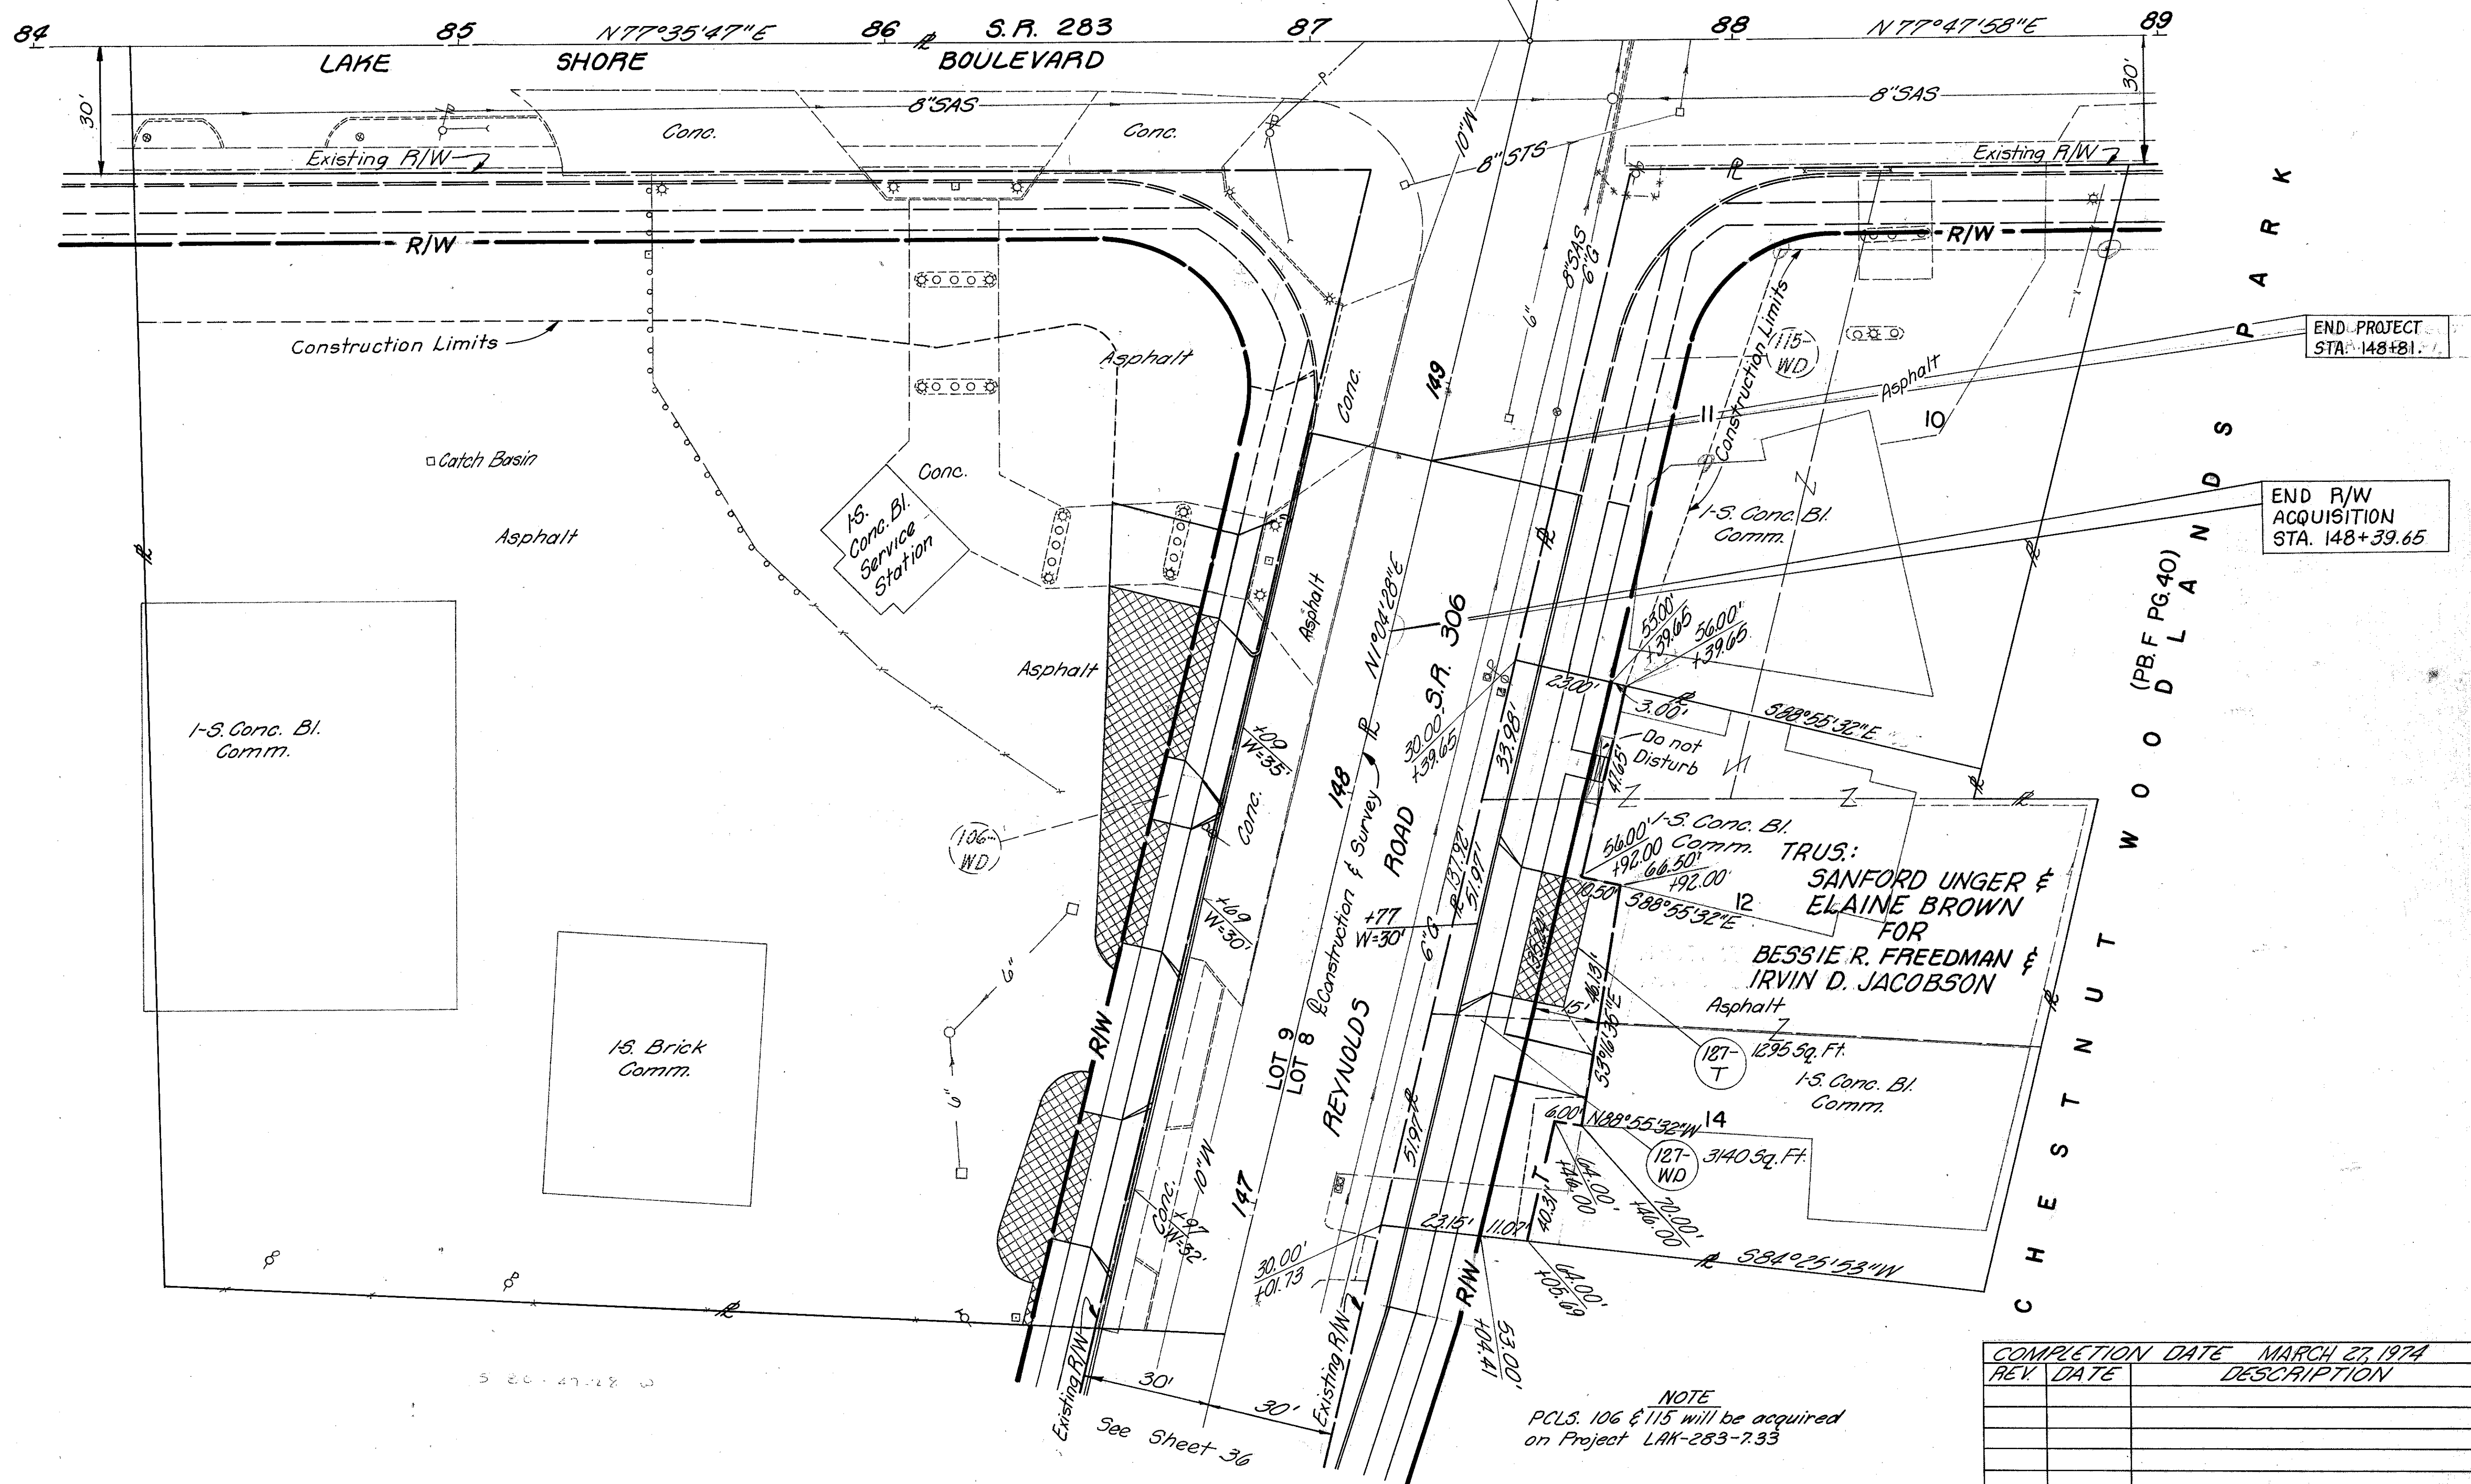 84
85
N77°35'47"E
86
S.R. 283
87
88
N77°47'58"E
89
LAKE SHORE BOULEVARD
30'
30'
8"SAS
8"SAS
Conc.
Conc.
10"W
8"STS
Existing R/W
Existing R/W
R/W
R/W
8"SAS
6"G
6"
Construction Limits
Construction Limits
115-
WD
Asphalt
Asphalt
Conc.
149
11
10
END PROJECT
STA. 148+81.
Catch Basin
Conc.
1-S.
Conc. Bl.
Service
Station
Asphalt
1-S. Conc. Bl.
Comm.
END R/W
ACQUISITION
STA. 148+39.65
Asphalt
N1°04'28"E
S.R. 306
53.00'
+39.65
56.00'
+39.65
Asphalt
23.00'
3.00'
S88°55'32"E
30.00'
+39.65
33.98'
Do not
Disturb
41.65'
1-S. Conc. Bl.
Comm.
+09
W=35'
148
Construction & Survey
ROAD
Conc.
106-
WD
137.92'
51.97'
56.00'
+92.00
1-S. Conc. Bl.
Comm.
66.50'
+92.00'
TRUS.:
SANFORD UNGER &
ELAINE BROWN
FOR
BESSIE R. FREEDMAN &
IRVIN D. JACOBSON
10.50'
S88°55'32"E
12
+69
W=30'
+77
W=30'
6"G
46.13'
15'
S3°16'35"E
Asphalt
6"
6"
R/W
LOT 9
LOT 8
REYNOLDS
1-S. Brick
Comm.
127-
T
1295 Sq. Ft.
1-S. Conc. Bl.
Comm.
51.97'
6.00'
N88°55'32"W
14
127-
WD
3140 Sq. Ft.
10"W
147
Conc.
+97
W=32'
T
40.31'
64.00'
+46.00
70.00'
+46.00
23.15'
11.07'
S84°25'53"W
30.00'
+01.73
R/W
64.00'
+05.69
53.00'
+04.41
Existing R/W
Existing R/W
30'
30'
See Sheet 36
CHESTNUT WOODLANDS PARK
(PB. F PG. 40)
NOTE
PCLS. 106 & 115 will be acquired
on Project LAK-283-7.33
COMPLETION DATE MARCH 27, 1974
REV. DATE DESCRIPTION